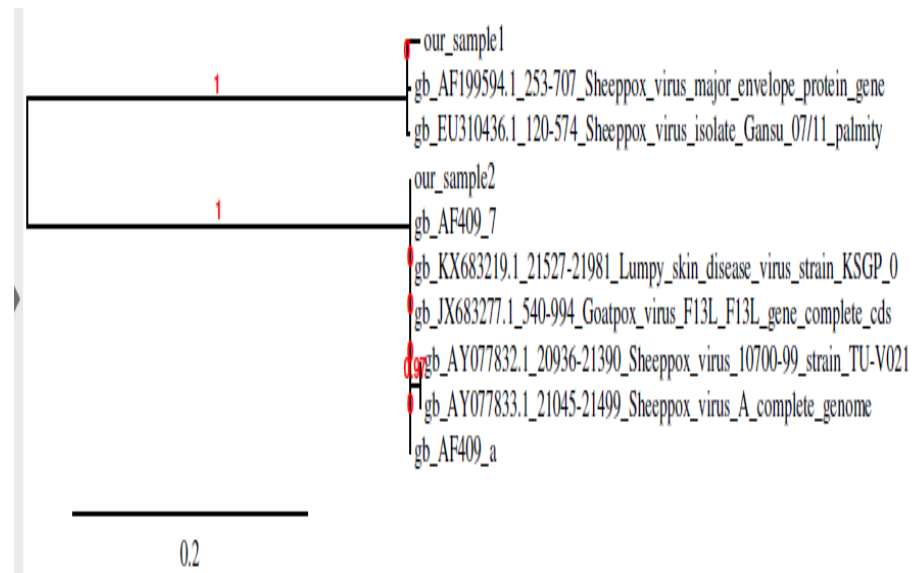 our_sample1
gb_AF199594.1_253-707_Sheeppox_virus_major_envelope_protein_gene
1
gb_EU310436.1_120-574_Sheeppox_virus_isolate_Gansu_07/11_palmity
our_sample2
1
gb_AF409_7
gb_KX683219.1_21527-21981_Lumpy_skin_disease_virus_strain_KSGP_0
gb_JX683277.1_540-994_Goatpox_virus_F13L_F13L_gene_complete_cds
gb_AY077832.1_20936-21390_Sheeppox_virus_10700-99_strain_TU-V021
gb_AY077833.1_21045-21499_Sheeppox_virus_A_complete_genome
gb_AF409_a
0.2